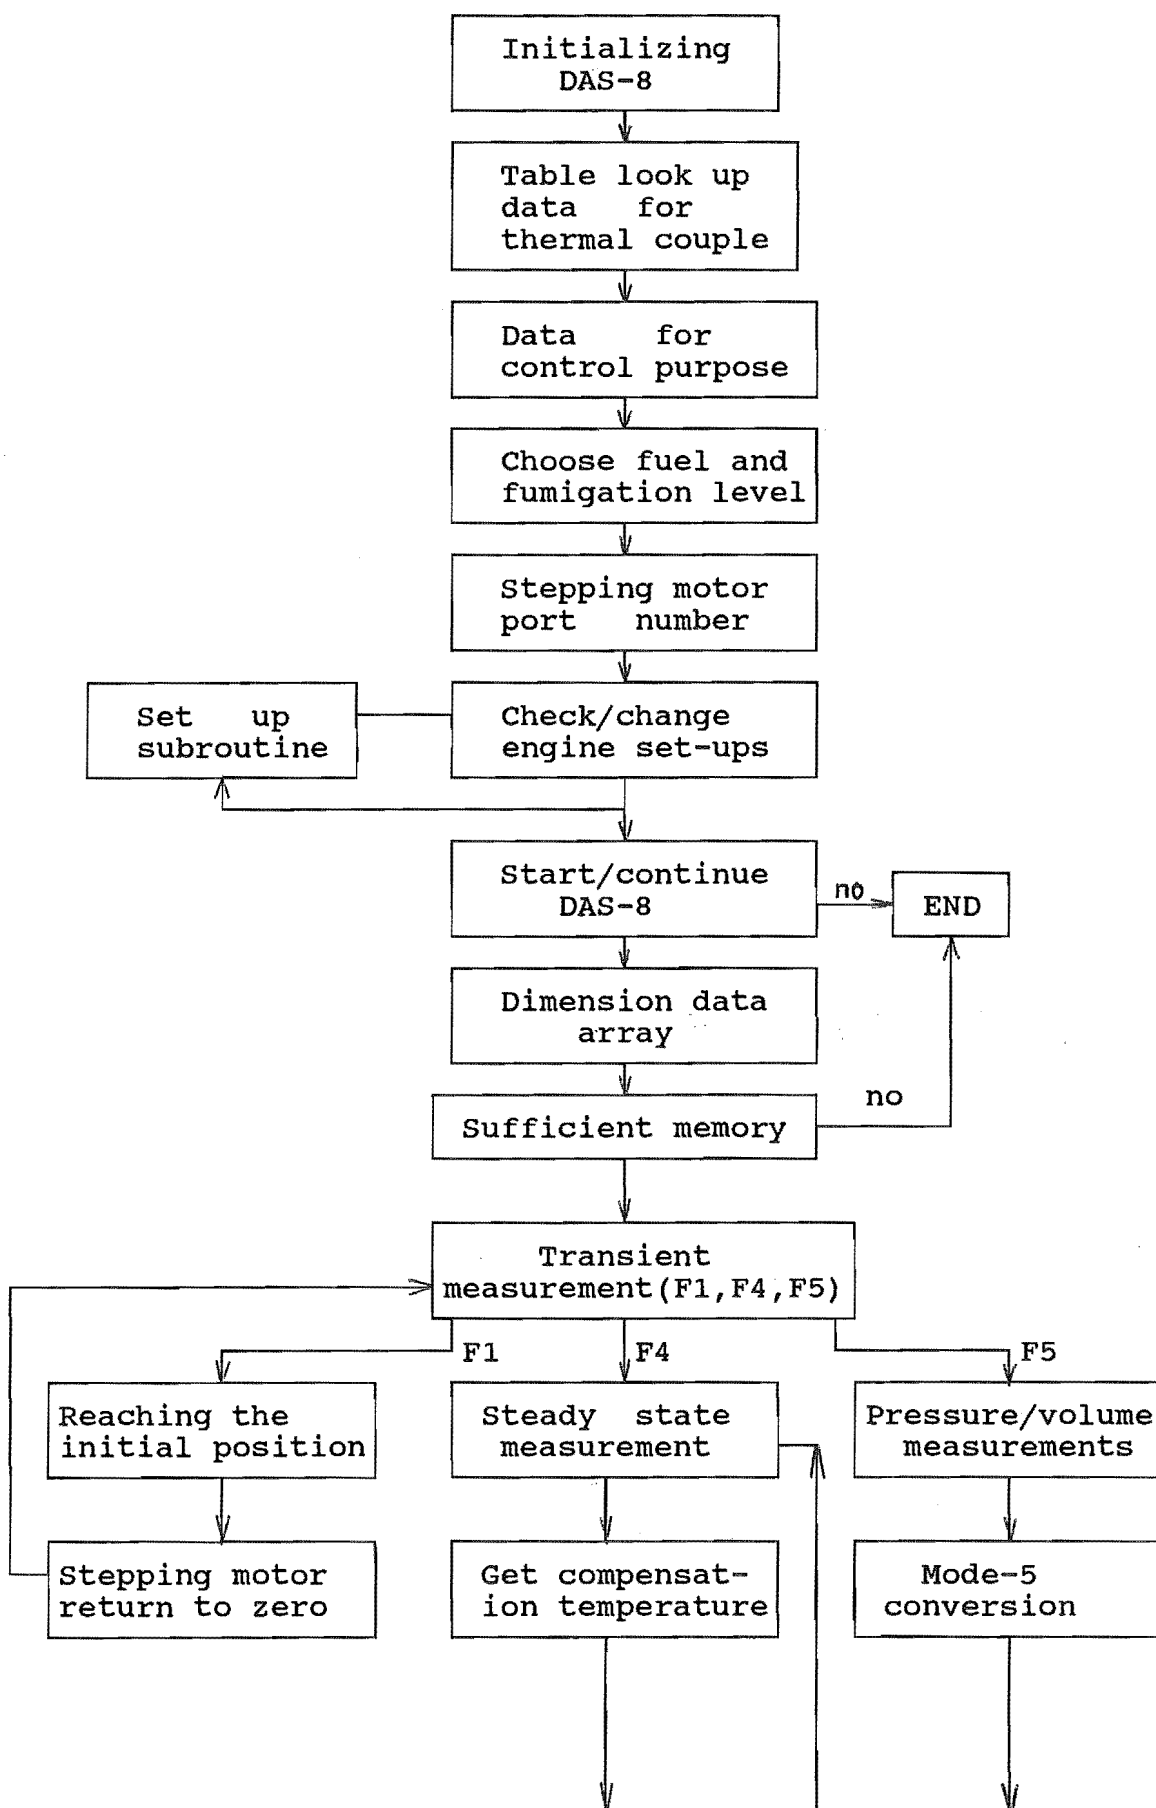 Initializing
DAS-8
Table look up
data for
thermal couple
Data for
control purpose
Choose fuel and
fumigation level
Stepping motor
port number
Set up
subroutine
Check/change
engine set-ups
Start/continue
DAS-8
no
END
Dimension data
array
no
Sufficient memory
Transient
measurement(F1,F4,F5)
F1
F4
F5
Reaching the
initial position
Steady state
measurement
Pressure/volume
measurements
Stepping motor
return to zero
Get compensat-
ion temperature
Mode-5
conversion